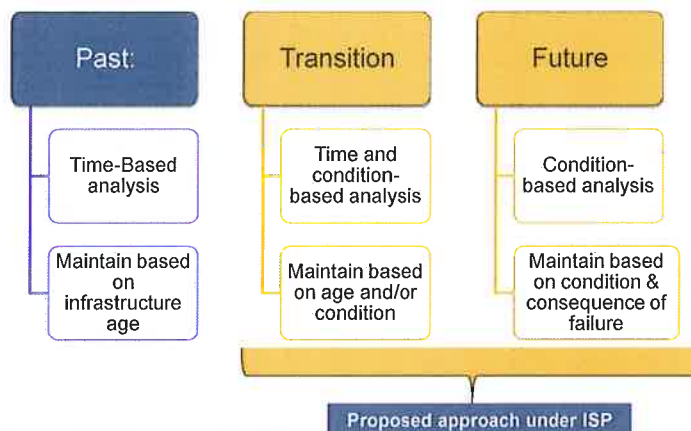 Past:
Time-Based
analysis
Maintain based
on
infrastructure
age
Transition
Time and
condition-
based analysis
Maintain based
on age and/or
condition
Future
Condition-
based analysis
Maintain based
on condition &
consequence of
failure
Proposed approach under ISP